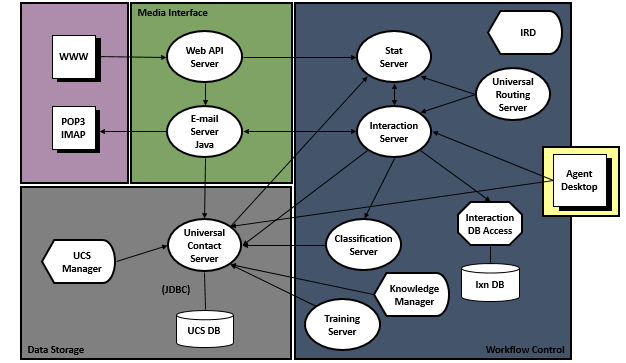 Media Interface
WWW
Web API
Server
Stat
Server
IRD
Universal
Routing
Server
POP3
IMAP
E-mail
Server
Java
Interaction
Server
Agent
Desktop
Universal
Contact
Server
UCS
Manager
Classification
Server
Interaction
DB Access
Ixn DB
(JDBC)
Knowledge
Manager
UCS DB
Training
Server
Data Storage
Workflow Control